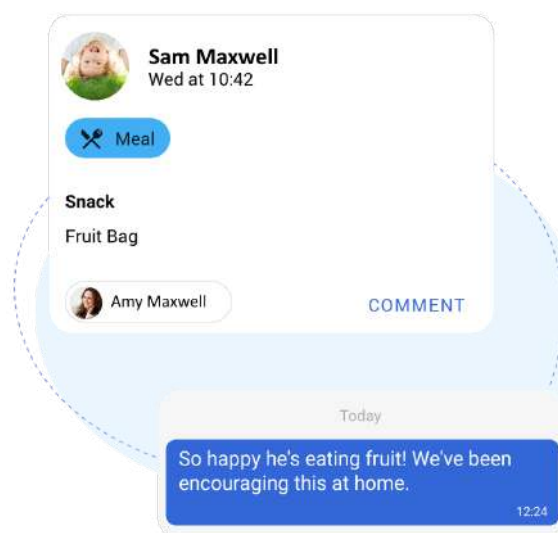 Sam Maxwell
Wed at 10:42
Meal
Snack
Fruit Bag
Amy Maxwell
COMMENT
Today
So happy he's eating fruit! We've been
encouraging this at home.
12:24